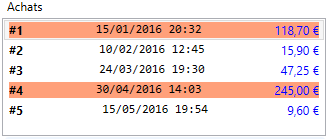 Achats
#1 15/01/2016 20:32 118,70 €
#2 10/02/2016 12:45 15,90 €
#3 24/03/2016 19:30 47,25 €
#4 30/04/2016 14:03 245,00 €
#5 15/05/2016 19:54 9,60 €